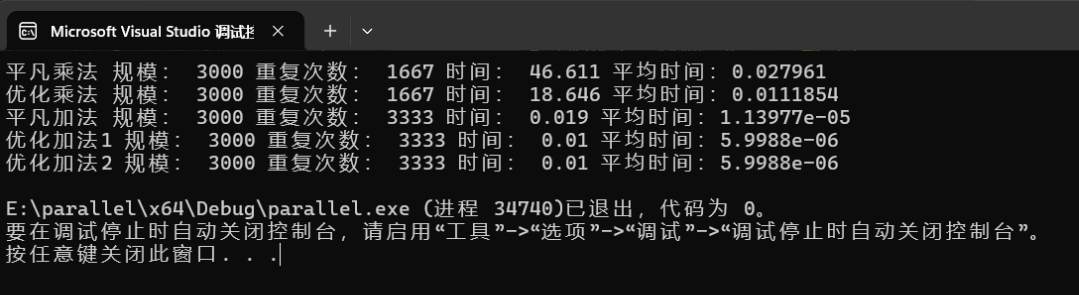 Microsoft Visual Studio 调试控
平凡乘法 规模： 3000 重复次数： 1667 时间： 46.611 平均时间：0.027961
优化乘法 规模： 3000 重复次数： 1667 时间： 18.646 平均时间：0.0111854
平凡加法 规模： 3000 重复次数： 3333 时间： 0.019 平均时间：1.13977e-05
优化加法1 规模： 3000 重复次数： 3333 时间： 0.01 平均时间：5.9988e-06
优化加法2 规模： 3000 重复次数： 3333 时间： 0.01 平均时间：5.9988e-06
E:\parallel\x64\Debug\parallel.exe (进程 34740)已退出，代码为 0。
要在调试停止时自动关闭控制台，请启用“工具”->“选项”->“调试”->“调试停止时自动关闭控制台”。
按任意键关闭此窗口. . .